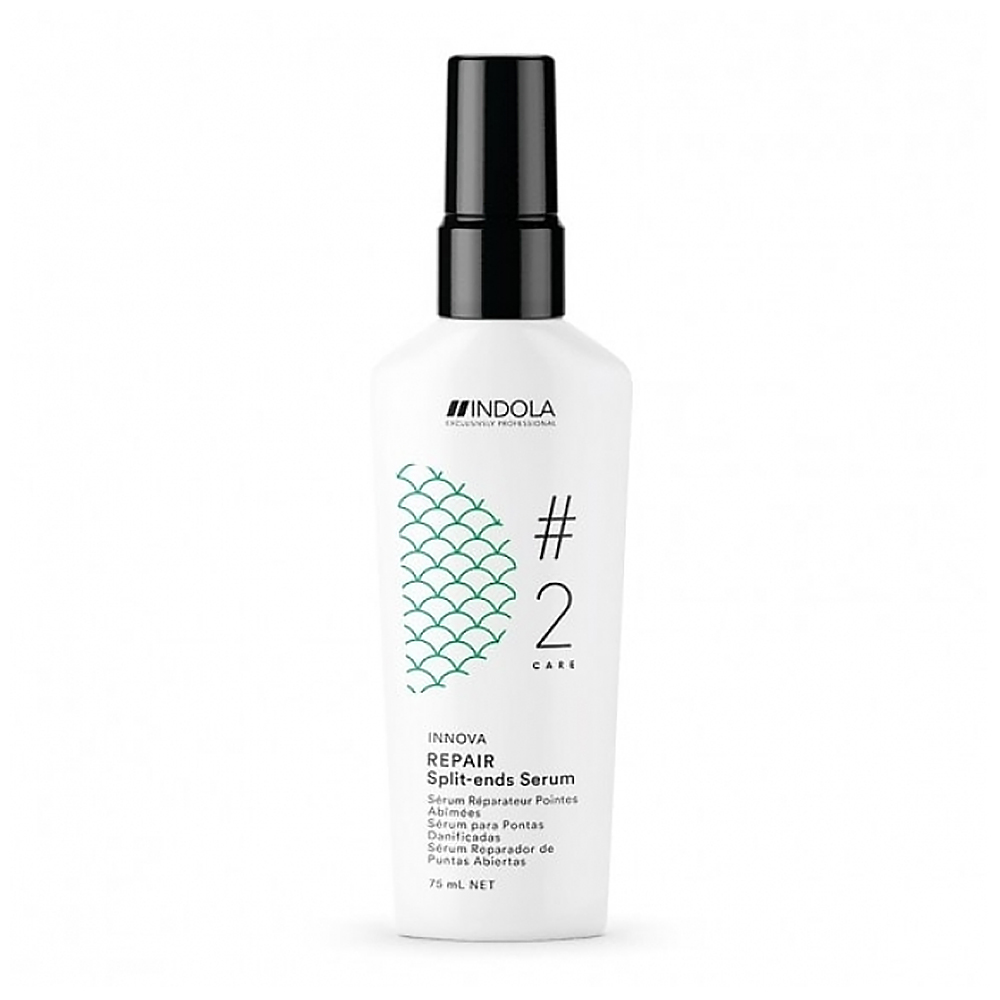 INDOLA
EXCLUSIVELY PROFESSIONAL
#
2
CARE
INNOVA
REPAIR
Split-ends Serum
Sérum Réparateur Pointes
Abîmées
Sérum para Pontas
Danificadas
Sérum Reparador de
Puntas Abiertas
75 mL NET